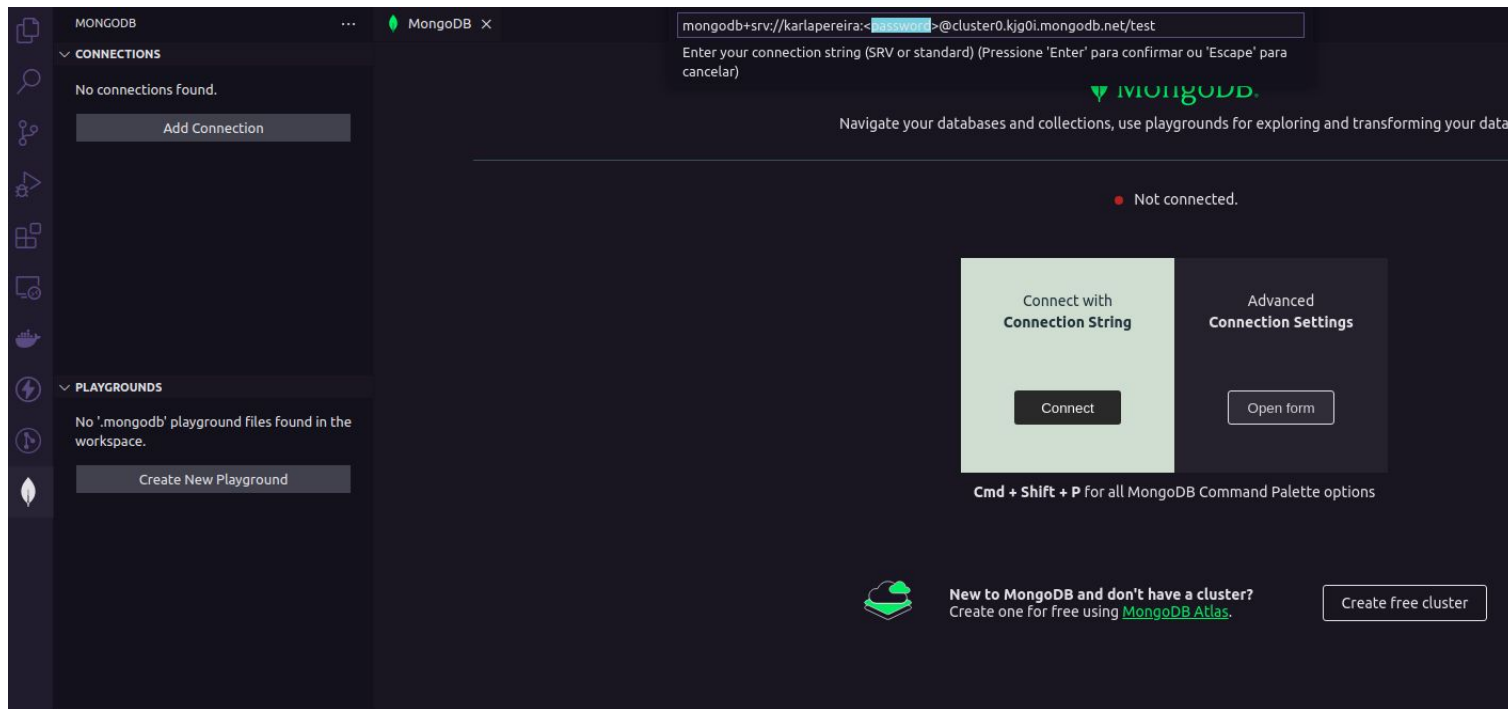 MONGODB ···
CONNECTIONS
No connections found.
Add Connection
PLAYGROUNDS
No '.mongodb' playground files found in the
workspace.
Create New Playground
MongoDB
mongodb+srv://karlapereira:<password>@cluster0.kjg0i.mongodb.net/test
Enter your connection string (SRV or standard) (Pressione 'Enter' para confirmar ou 'Escape' para
cancelar)
MongoDB.
Navigate your databases and collections, use playgrounds for exploring and transforming your data
Not connected.
Connect with
Connection String
Connect
Advanced
Connection Settings
Open form
Cmd + Shift + P for all MongoDB Command Palette options
New to MongoDB and don't have a cluster?
Create one for free using MongoDB Atlas.
Create free cluster